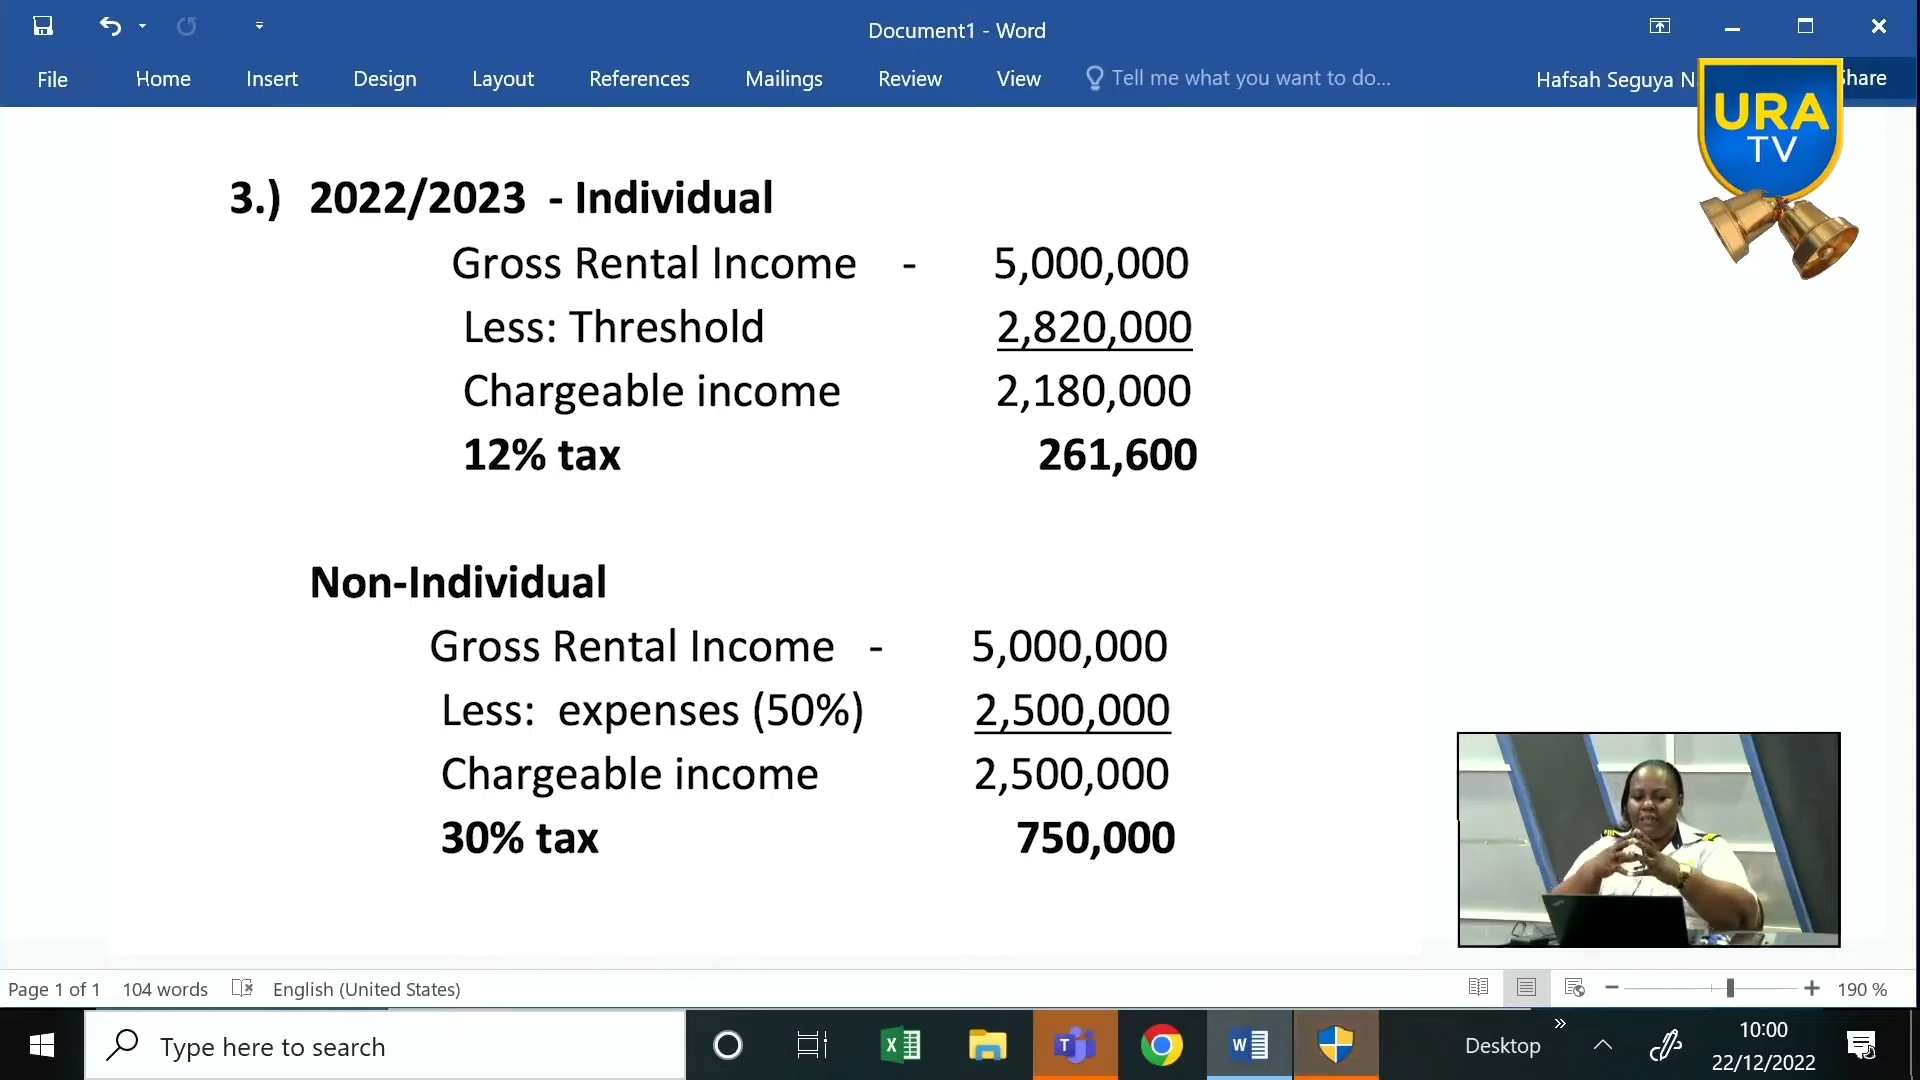 Document1 - Word
File Home Insert Design Layout References Mailings Review View Tell me what you want to do... Hafsah Seguya N
hare
URA
TV
3.) 2022/2023 - Individual
Gross Rental Income - 5,000,000
Less: Threshold 2,820,000
Chargeable income 2,180,000
12% tax 261,600
Non-Individual
Gross Rental Income - 5,000,000
Less: expenses (50%) 2,500,000
Chargeable income 2,500,000
30% tax 750,000
Page 1 of 1 104 words English (United States) 190 %
Type here to search
Desktop
10:00
22/12/2022